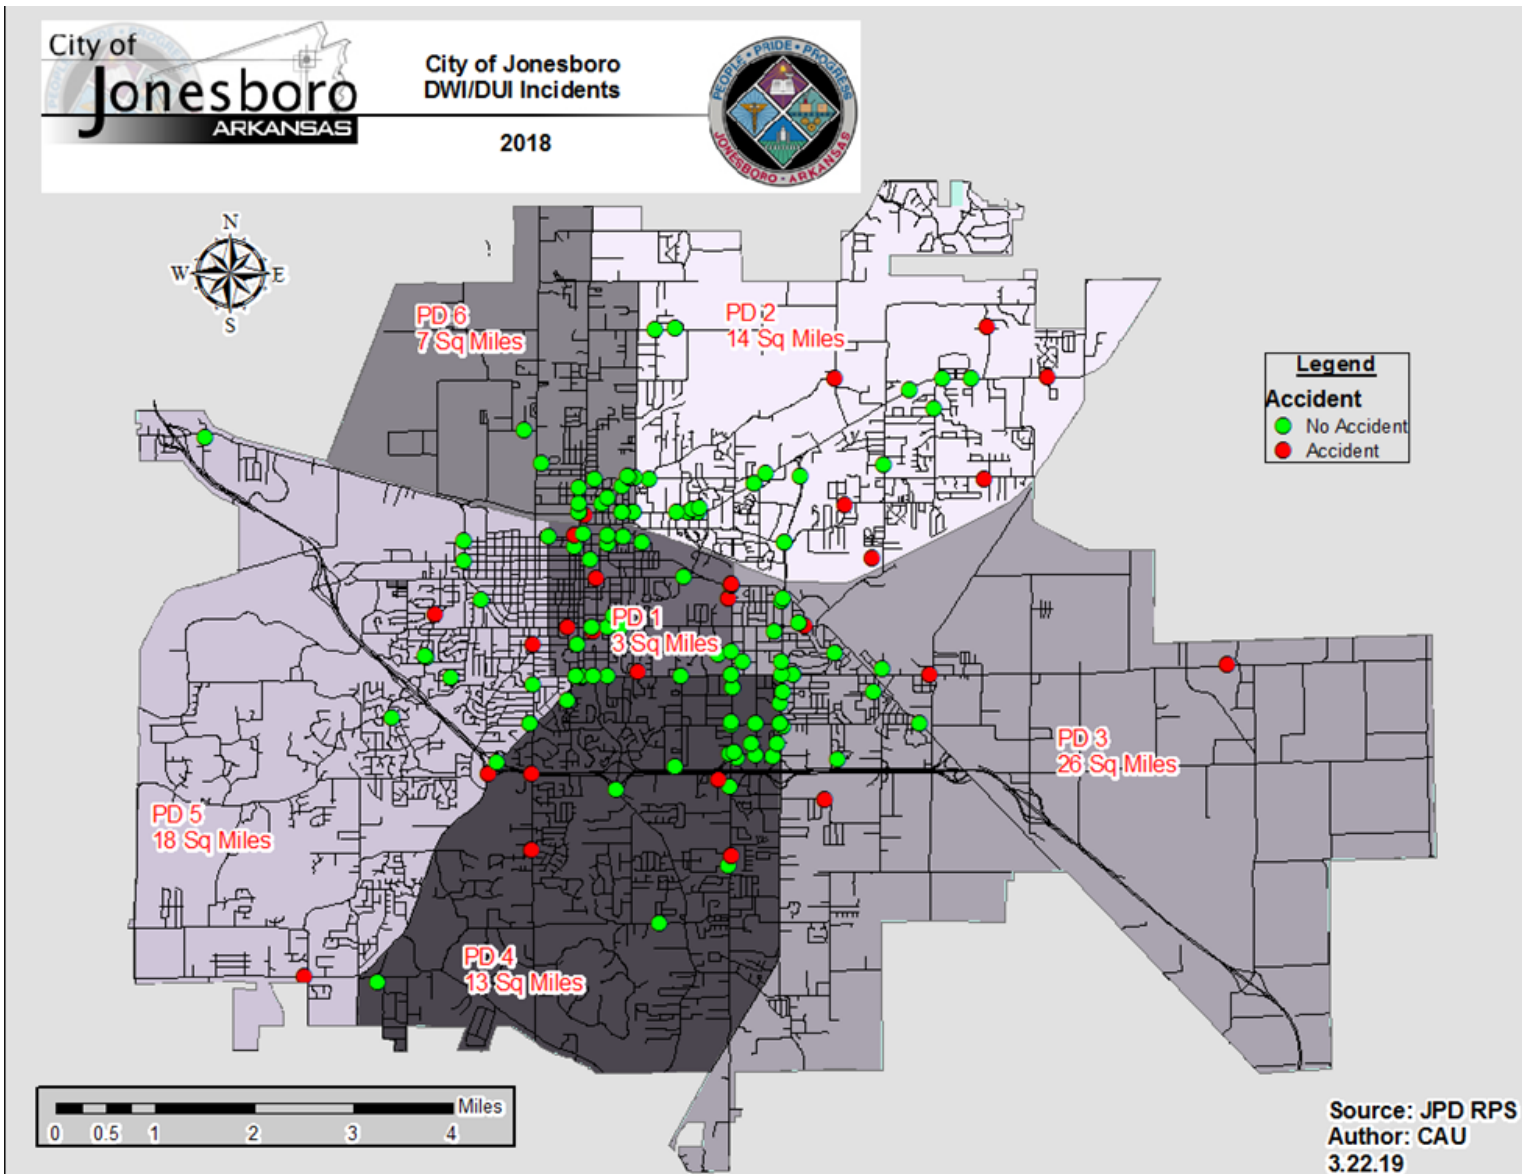 City of
Jonesboro
ARKANSAS
City of Jonesboro
DWI/DUI Incidents
2018
PEOPLE • PRIDE • PROGRESS
JONESBORO • ARKANSAS
N
W E
S
PD 6
7 Sq Miles
PD 2
14 Sq Miles
Legend
Accident
No Accident
Accident
PD 1
3 Sq Miles
PD 3
26 Sq Miles
PD 5
18 Sq Miles
PD 4
13 Sq Miles
Miles
0 0.5 1 2 3 4
Source: JPD RPS
Author: CAU
3.22.19